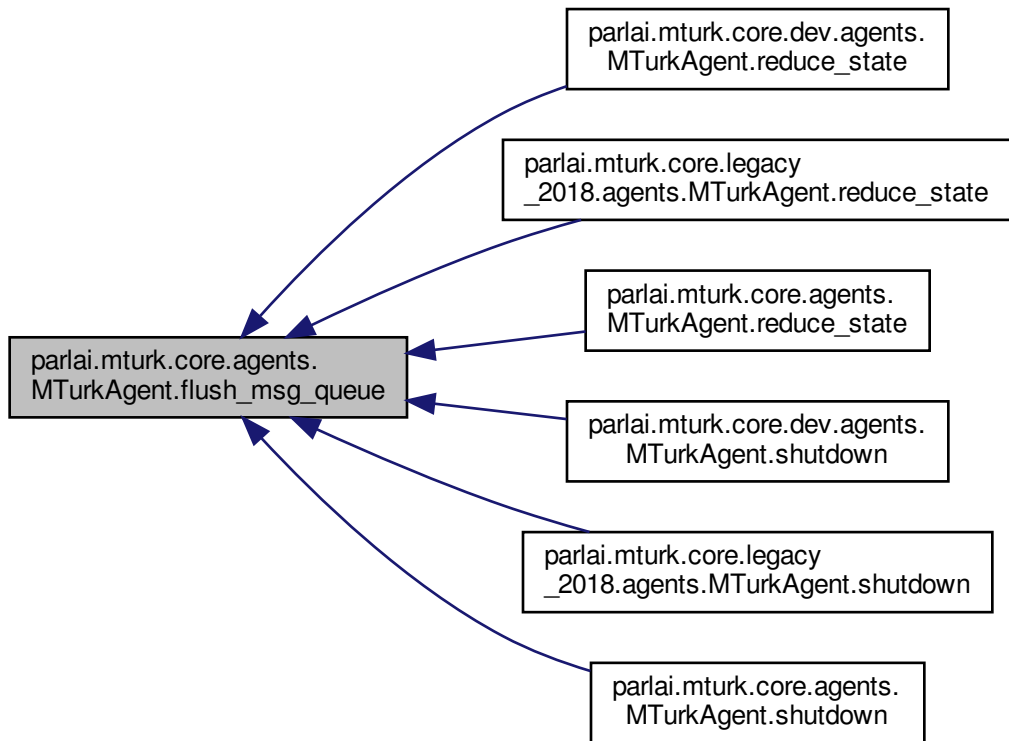 parlai.mturk.core.dev.agents.
MTurkAgent.reduce_state
parlai.mturk.core.legacy
_2018.agents.MTurkAgent.reduce_state
parlai.mturk.core.agents.
MTurkAgent.reduce_state
parlai.mturk.core.agents.
MTurkAgent.flush_msg_queue
parlai.mturk.core.dev.agents.
MTurkAgent.shutdown
parlai.mturk.core.legacy
_2018.agents.MTurkAgent.shutdown
parlai.mturk.core.agents.
MTurkAgent.shutdown